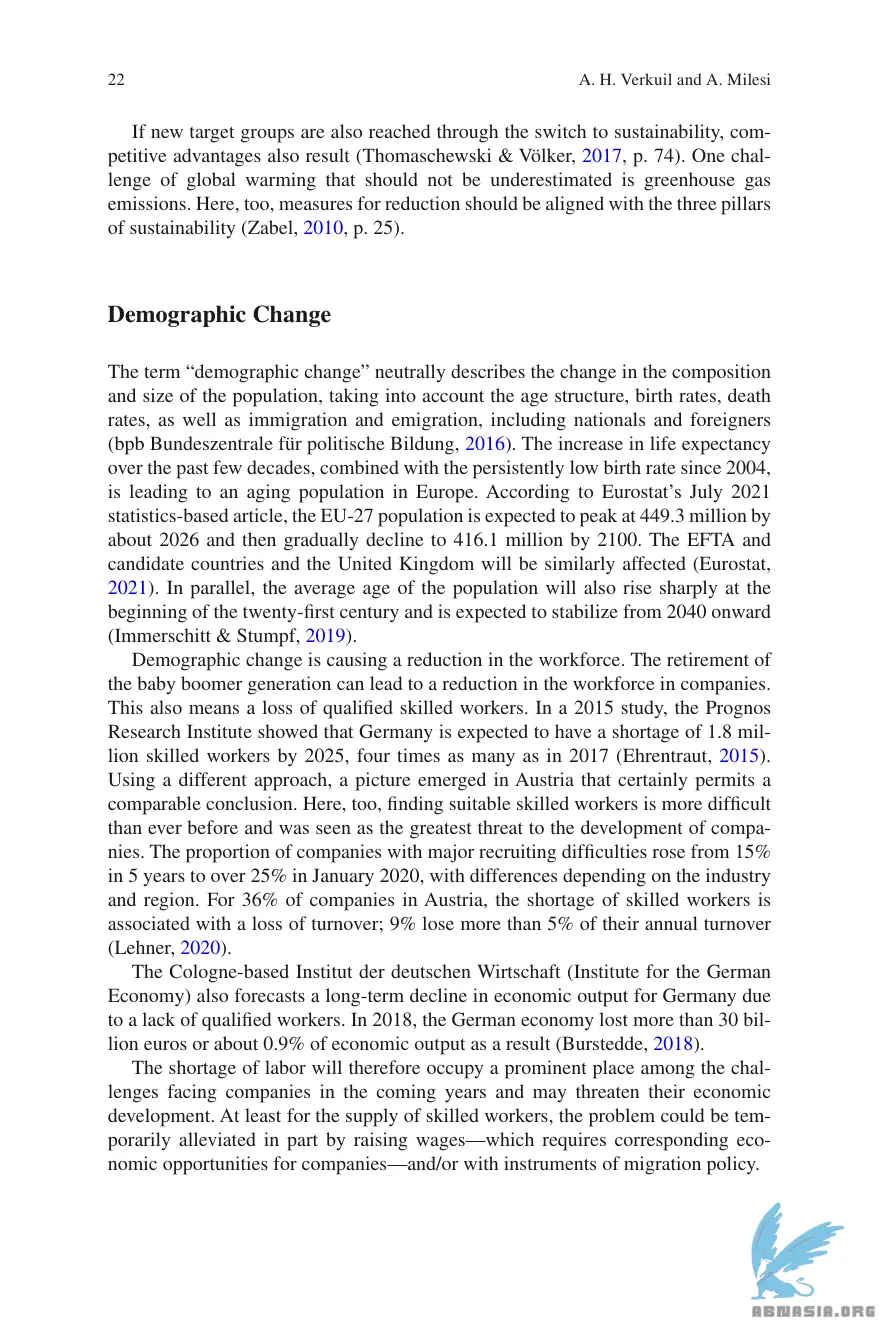 22
A. H. Verkuil and A. Milesi
If new target groups are also reached through the switch to sustainability, com-
petitive advantages also result (Thomaschewski & Völker, 2017, p. 74). One chal-
lenge of global warming that should not be underestimated is greenhouse gas
emissions. Here, too, measures for reduction should be aligned with the three pillars
of sustainability (Zabel, 2010, p. 25).
Demographic Change
The term “demographic change” neutrally describes the change in the composition
and size of the population, taking into account the age structure, birth rates, death
rates, as well as immigration and emigration, including nationals and foreigners
(bpb Bundeszentrale für politische Bildung, 2016). The increase in life expectancy
over the past few decades, combined with the persistently low birth rate since 2004,
is leading to an aging population in Europe. According to Eurostat’s July 2021
statistics-based article, the EU-27 population is expected to peak at 449.3 million by
about 2026 and then gradually decline to 416.1 million by 2100. The EFTA and
candidate countries and the United Kingdom will be similarly affected (Eurostat,
2021). In parallel, the average age of the population will also rise sharply at the
beginning of the twenty-first century and is expected to stabilize from 2040 onward
(Immerschitt & Stumpf, 2019).
Demographic change is causing a reduction in the workforce. The retirement of
the baby boomer generation can lead to a reduction in the workforce in companies.
This also means a loss of qualified skilled workers. In a 2015 study, the Prognos
Research Institute showed that Germany is expected to have a shortage of 1.8 mil-
lion skilled workers by 2025, four times as many as in 2017 (Ehrentraut, 2015).
Using a different approach, a picture emerged in Austria that certainly permits a
comparable conclusion. Here, too, finding suitable skilled workers is more difficult
than ever before and was seen as the greatest threat to the development of compa-
nies. The proportion of companies with major recruiting difficulties rose from 15%
in 5 years to over 25% in January 2020, with differences depending on the industry
and region. For 36% of companies in Austria, the shortage of skilled workers is
associated with a loss of turnover; 9% lose more than 5% of their annual turnover
(Lehner, 2020).
The Cologne-based Institut der deutschen Wirtschaft (Institute for the German
Economy) also forecasts a long-term decline in economic output for Germany due
to a lack of qualified workers. In 2018, the German economy lost more than 30 bil-
lion euros or about 0.9% of economic output as a result (Burstedde, 2018).
The shortage of labor will therefore occupy a prominent place among the chal-
lenges facing companies in the coming years and may threaten their economic
development. At least for the supply of skilled workers, the problem could be tem-
porarily alleviated in part by raising wages—which requires corresponding eco-
nomic opportunities for companies—and/or with instruments of migration policy.
ABNASIA.ORG